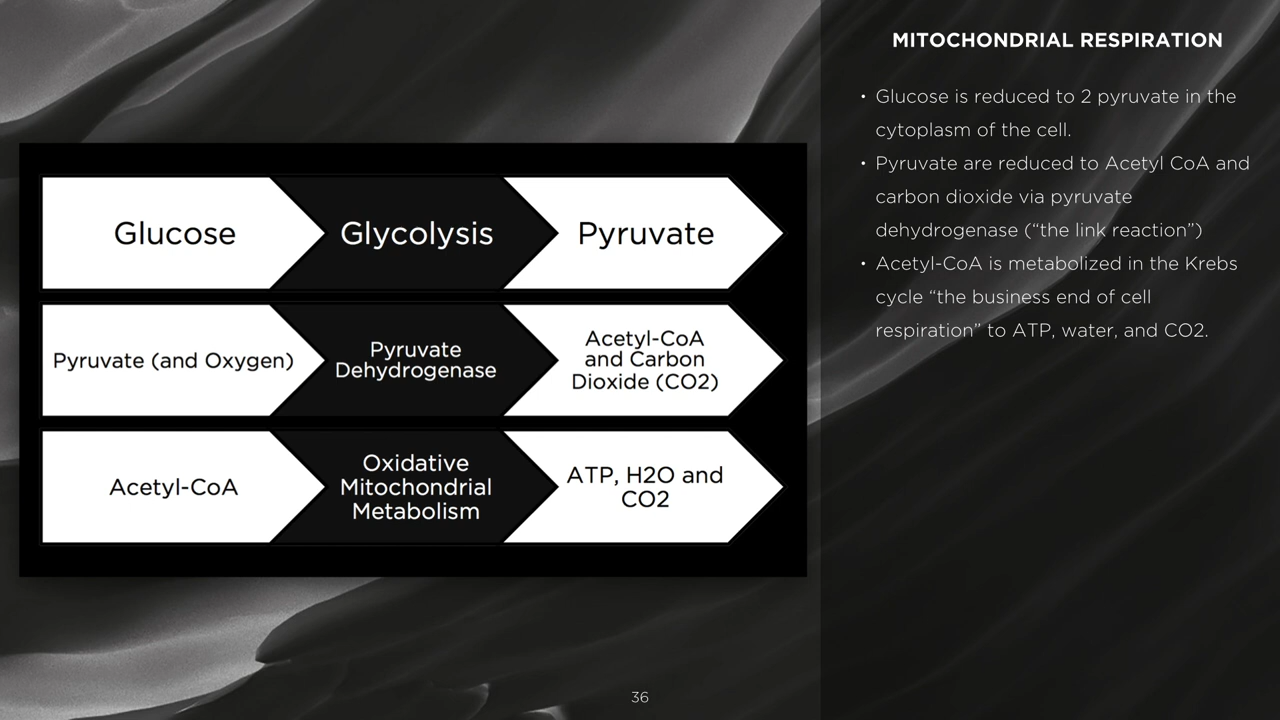 MITOCHONDRIAL RESPIRATION
• Glucose is reduced to 2 pyruvate in the
cytoplasm of the cell.
• Pyruvate are reduced to Acetyl CoA and
carbon dioxide via pyruvate
dehydrogenase (“the link reaction”)
• Acetyl-CoA is metabolized in the Krebs
cycle “the business end of cell
respiration” to ATP, water, and CO2.
Glucose
Glycolysis
Pyruvate
Pyruvate (and Oxygen)
Pyruvate
Dehydrogenase
Acetyl-CoA
and Carbon
Dioxide (CO2)
Acetyl-CoA
Oxidative
Mitochondrial
Metabolism
ATP, H2O and
CO2
36